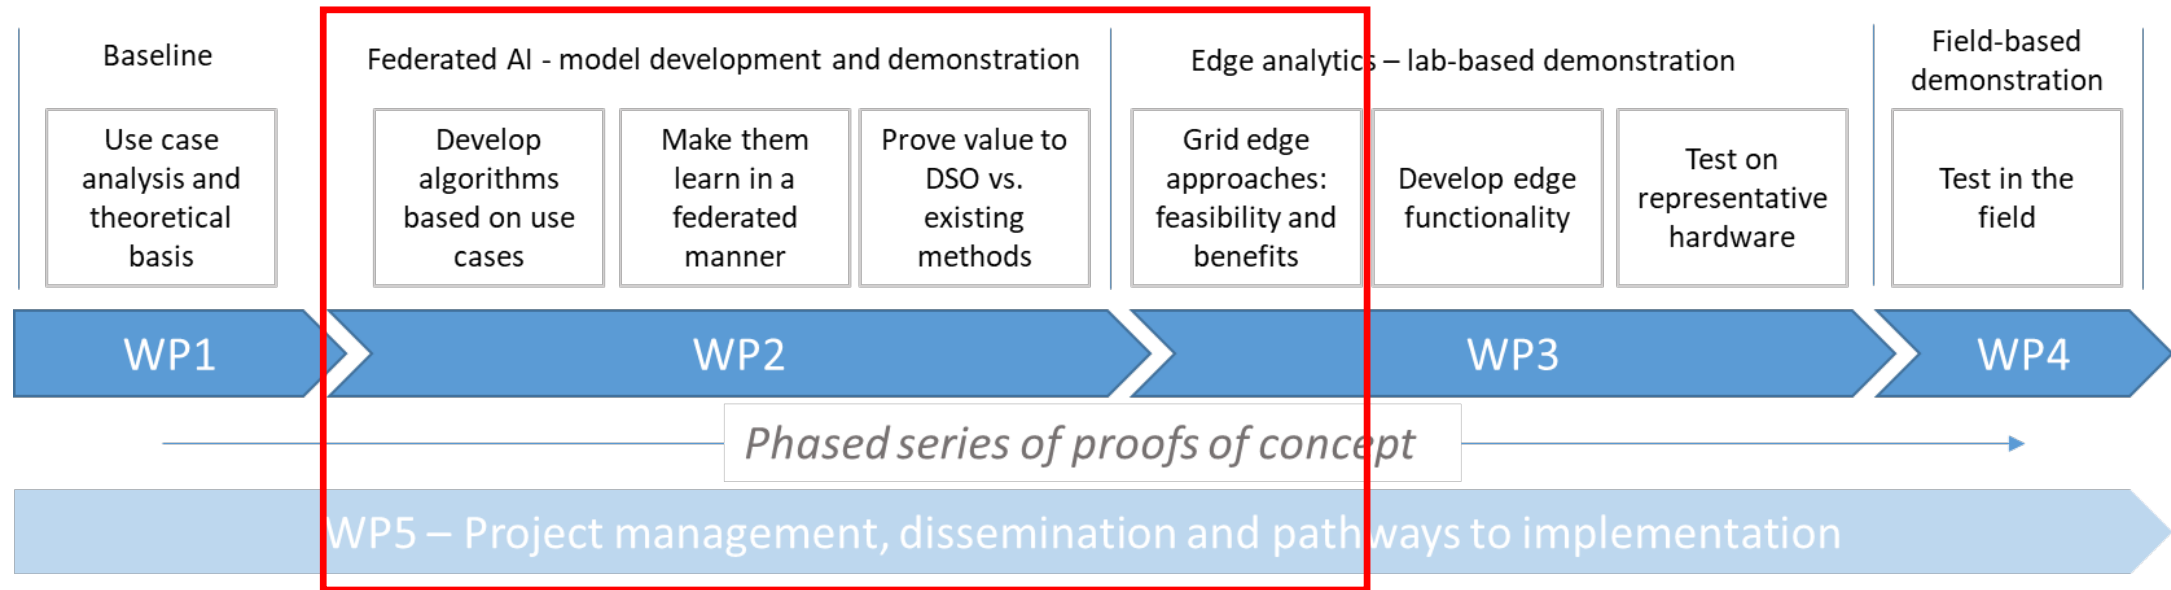 Baseline
Federated AI - model development and demonstration
Edge analytics – lab-based demonstration
Field-based
demonstration
Use case
analysis and
theoretical
basis
Develop
algorithms
based on use
cases
Make them
learn in a
federated
manner
Prove value to
DSO vs.
existing
methods
Grid edge
approaches:
feasibility and
benefits
Develop edge
functionality
Test on
representative
hardware
Test in the
field
WP1
WP2
WP3
WP4
Phased series of proofs of concept
WP5 – Project management, dissemination and pathways to implementation